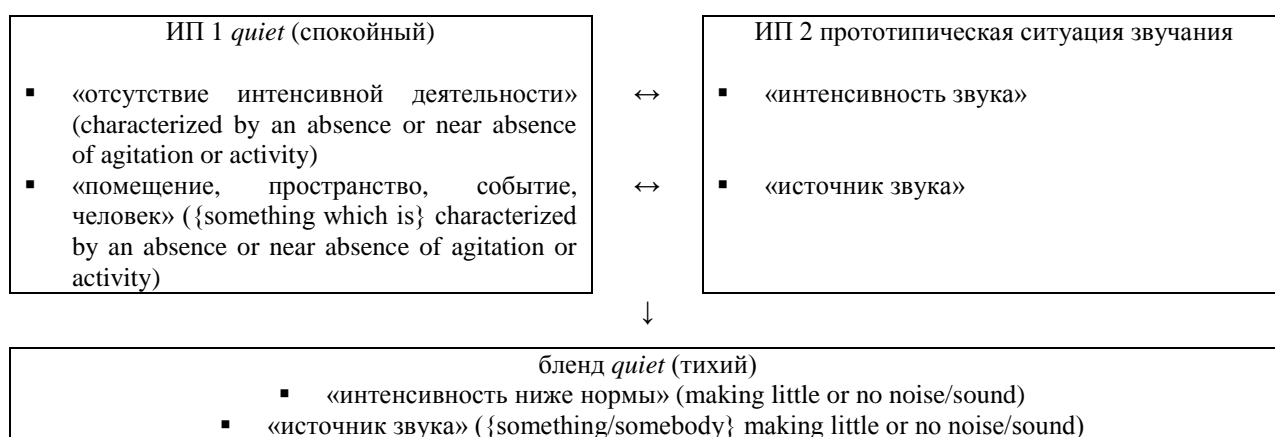 ИП 1 quiet (спокойный)
▪ «отсутствие интенсивной деятельности»
(characterized by an absence or near absence
of agitation or activity)
▪ «помещение, пространство, событие,
человек» ({something which is} characterized
by an absence or near absence of agitation or
activity)
↔
↔
ИП 2 прототипическая ситуация звучания
▪ «интенсивность звука»
▪ «источник звука»
↓
бленд quiet (тихий)
▪ «интенсивность ниже нормы» (making little or no noise/sound)
▪ «источник звука» ({something/somebody} making little or no noise/sound)